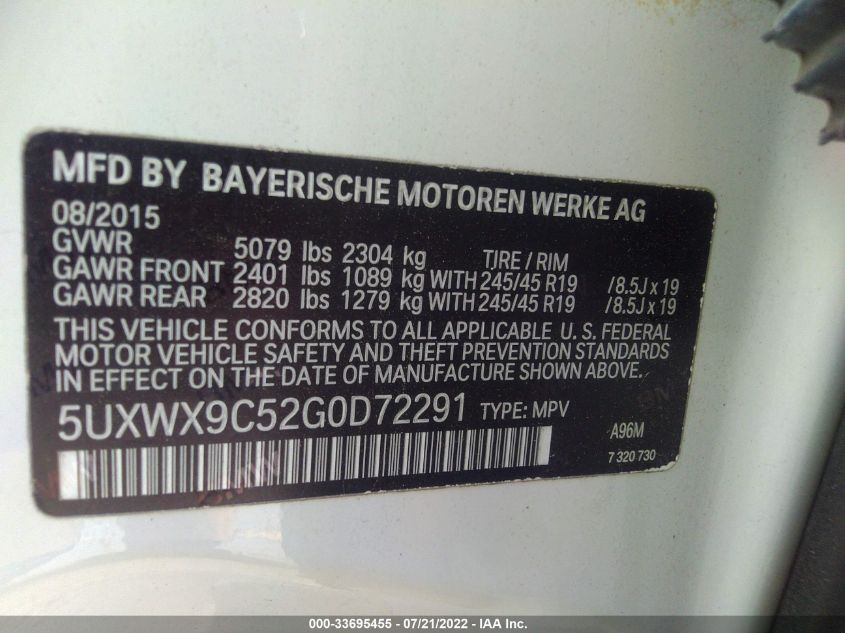 MFD BY BAYERISCHE MOTOREN WERKE AG
08/2015
GVWR 5079 lbs 2304 kg TIRE / RIM
GAWR FRONT 2401 lbs 1089 kg WITH 245/45 R19 / 8.5J x 19
GAWR REAR 2820 lbs 1279 kg WITH 245/45 R19 / 8.5J x 19
THIS VEHICLE CONFORMS TO ALL APPLICABLE U. S. FEDERAL
MOTOR VEHICLE SAFETY AND THEFT PREVENTION STANDARDS
IN EFFECT ON THE DATE OF MANUFACTURE SHOWN ABOVE.
5UXWX9C52G0D72291 TYPE: MPV
A96M
7 320 730
000-33695455 - 07/21/2022 - IAA Inc.